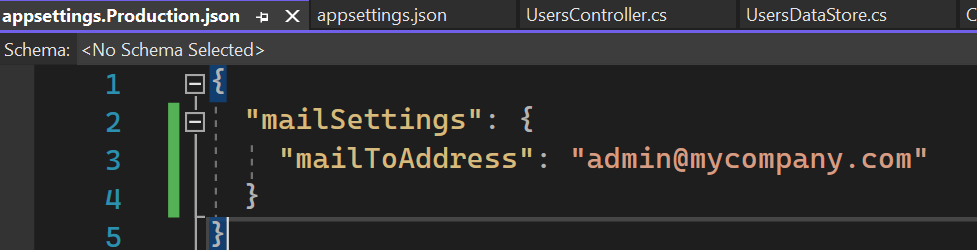 appsettings.Production.json appsettings.json UsersController.cs UsersDataStore.cs C
Schema: <No Schema Selected>
1 {
2 "mailSettings": {
3 "mailToAddress": "admin@mycompany.com"
4 }
5 }